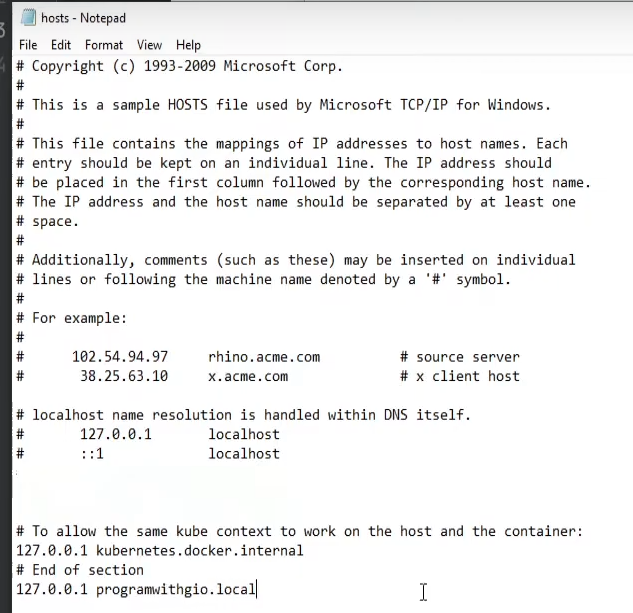 hosts - Notepad
File Edit Format View Help
# Copyright (c) 1993-2009 Microsoft Corp.
#
# This is a sample HOSTS file used by Microsoft TCP/IP for Windows.
#
# This file contains the mappings of IP addresses to host names. Each
# entry should be kept on an individual line. The IP address should
# be placed in the first column followed by the corresponding host name.
# The IP address and the host name should be separated by at least one
# space.
#
# Additionally, comments (such as these) may be inserted on individual
# lines or following the machine name denoted by a '#' symbol.
#
# For example:
#
#      102.54.94.97     rhino.acme.com          # source server
#       38.25.63.10     x.acme.com              # x client host

# localhost name resolution is handled within DNS itself.
#       127.0.0.1       localhost
#       ::1             localhost

# To allow the same kube context to work on the host and the container:
127.0.0.1 kubernetes.docker.internal
# End of section
127.0.0.1 programwithgio.local